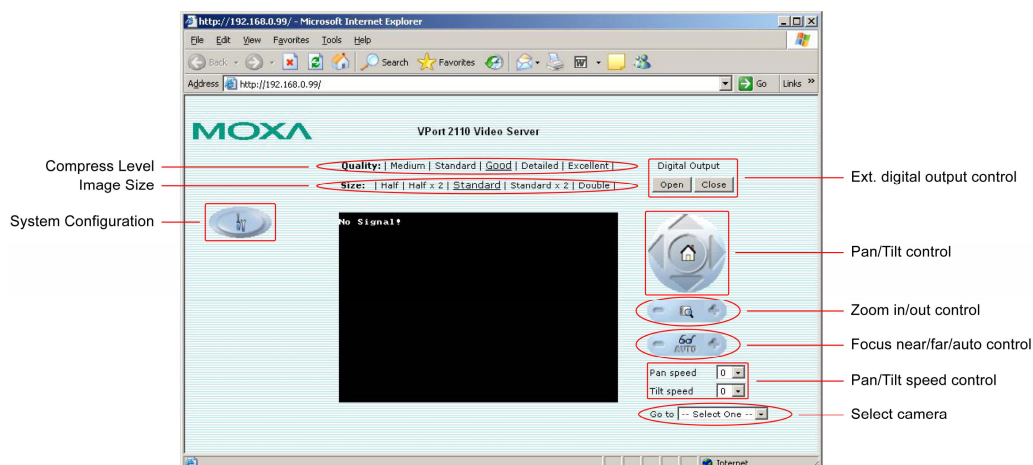 http://192.168.0.99/ - Microsoft Internet Explorer
File Edit View Favorites Tools Help
Back Search Favorites W
Address http://192.168.0.99/ Go Links »
MOXA
VPort 2110 Video Server
Compress Level
Quality: | Medium | Standard | Good | Detailed | Excellent |
Image Size
Size: | Half | Half x 2 | Standard | Standard x 2 | Double |
Digital Output
Open Close
Ext. digital output control
System Configuration
No Signal!
Pan/Tilt control
Zoom in/out control
AUTO
Focus near/far/auto control
Pan speed 0
Tilt speed 0
Pan/Tilt speed control
Go to -- Select One --
Select camera
Internet